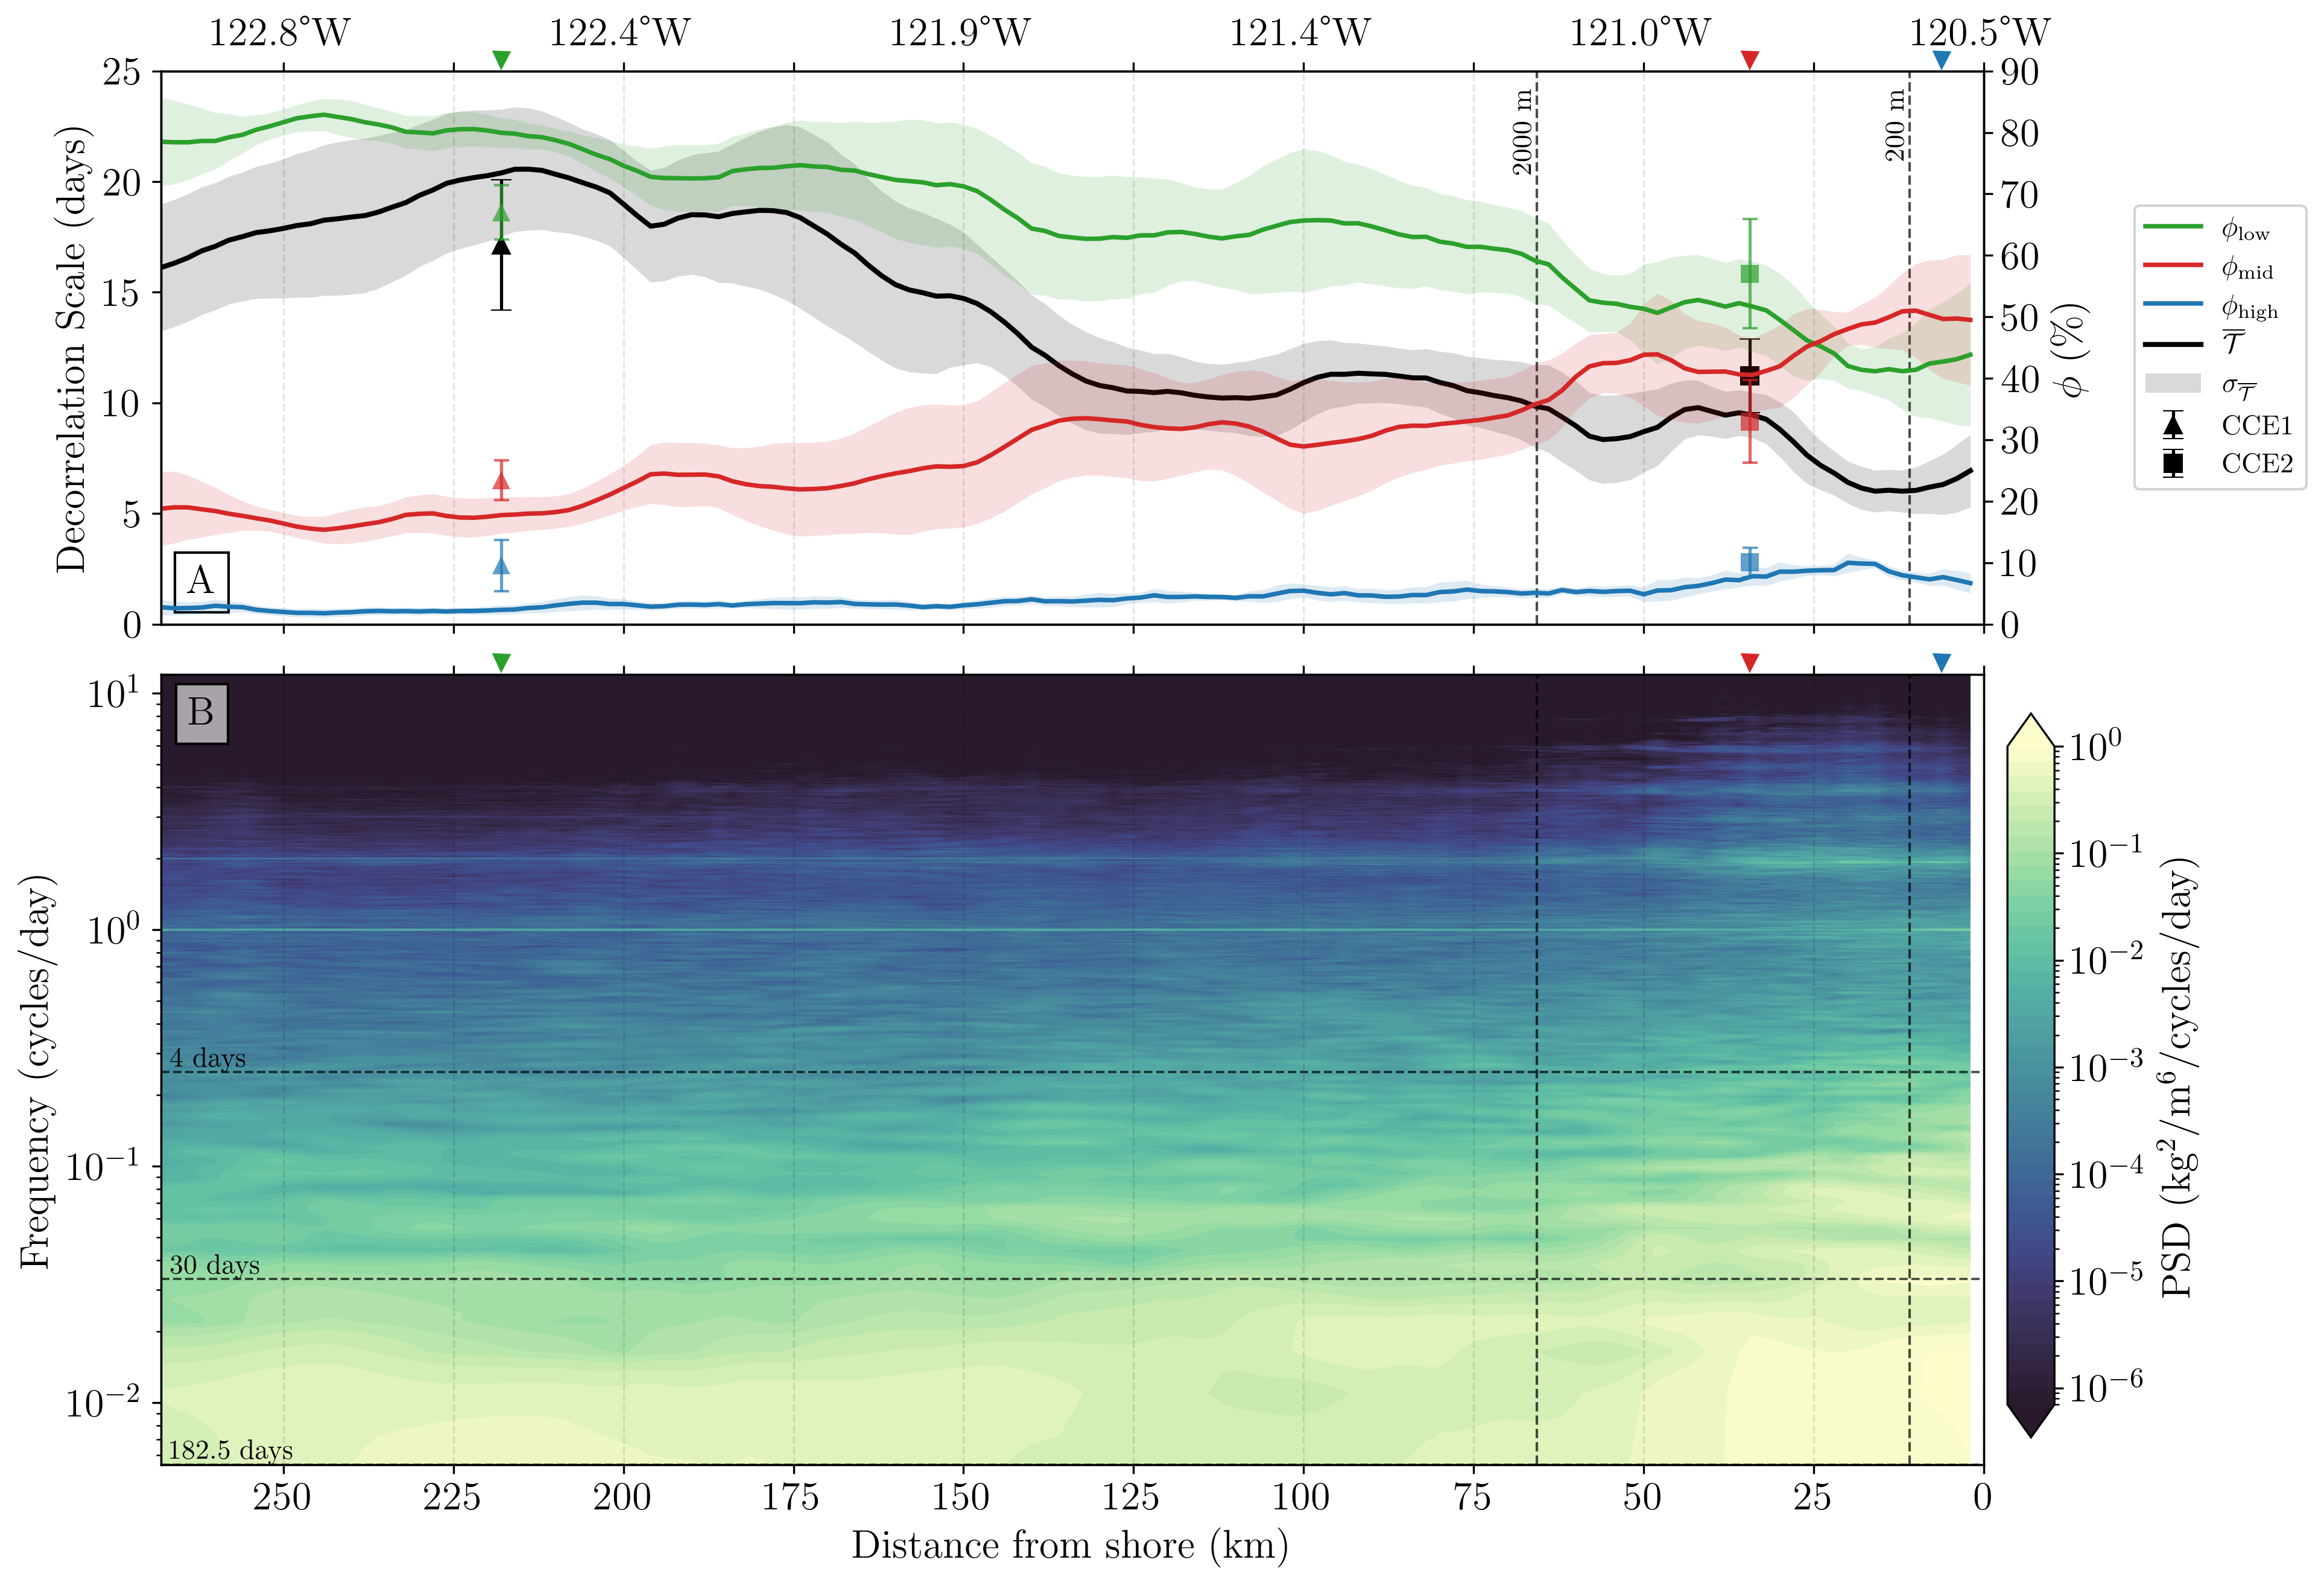 122.8°W 122.4°W 121.9°W 121.4°W 121.0°W 120.5°W
25
20
15
10
5
0
Decorrelation Scale (days)
A
2000 m
200 m
90
80
70
60
50
40
30
20
10
0
ϕ (%)
ϕ_low
ϕ_mid
ϕ_high
𝒯̿
σ_𝒯̿
CCE1
CCE2
B
10¹
10⁰
10⁻¹
10⁻²
Frequency (cycles/day)
4 days
30 days
182.5 days
250 225 200 175 150 125 100 75 50 25 0
Distance from shore (km)
10⁰
10⁻¹
10⁻²
10⁻³
10⁻⁴
10⁻⁵
10⁻⁶
PSD (kg²/m⁶/cycles/day)